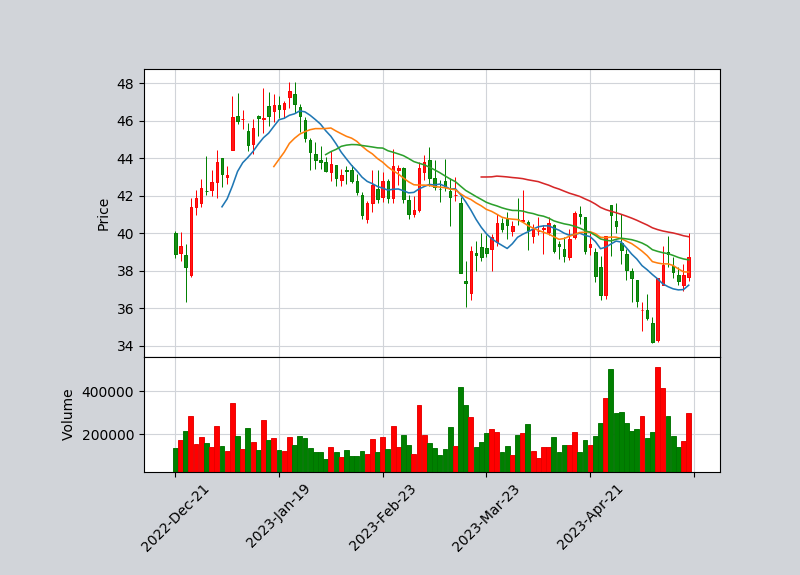 48
46
44
42
40
38
36
34
Price
400000
200000
Volume
2022-Dec-21
2023-Jan-19
2023-Feb-23
2023-Mar-23
2023-Apr-21